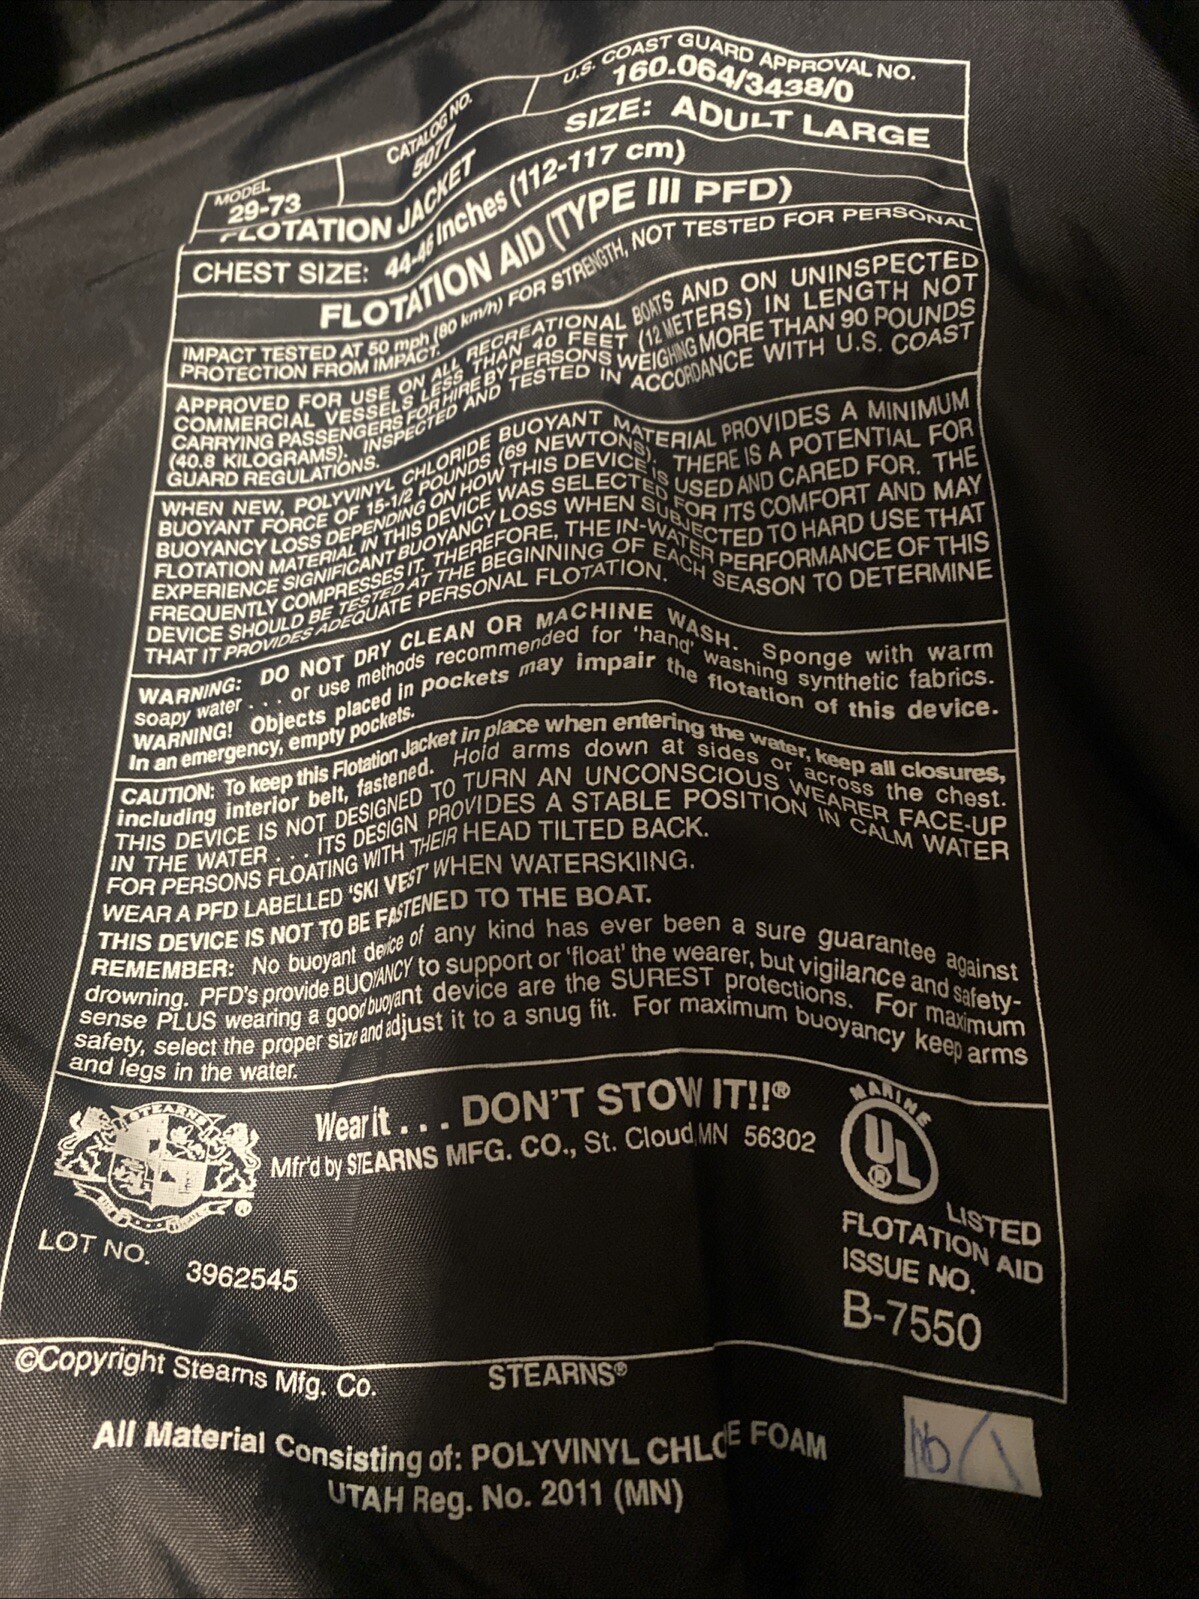 MODEL
29-73
CATALOG NO.
5077
U.S. COAST GUARD APPROVAL NO.
160.064/3438/0
FLOTATION JACKET
SIZE: ADULT LARGE
CHEST SIZE: 44-46 Inches (112-117 cm)
FLOTATION AID (TYPE III PFD)
IMPACT TESTED AT 50 mph (80 km/h) FOR STRENGTH, NOT TESTED FOR PERSONAL
PROTECTION FROM IMPACT.
APPROVED FOR USE ON ALL RECREATIONAL BOATS AND ON UNINSPECTED
COMMERCIAL VESSELS LESS THAN 40 FEET (12 METERS) IN LENGTH NOT
CARRYING PASSENGERS FOR HIRE BY PERSONS WEIGHING MORE THAN 90 POUNDS
(40.8 KILOGRAMS). INSPECTED AND TESTED IN ACCORDANCE WITH U.S. COAST
GUARD REGULATIONS.
WHEN NEW, POLYVINYL CHLORIDE BUOYANT MATERIAL PROVIDES A MINIMUM
BUOYANT FORCE OF 15-1/2 POUNDS (69 NEWTONS). THERE IS A POTENTIAL FOR
BUOYANCY LOSS DEPENDING ON HOW THIS DEVICE IS USED AND CARED FOR. THE
FLOTATION MATERIAL IN THIS DEVICE WAS SELECTED FOR ITS COMFORT AND MAY
EXPERIENCE SIGNIFICANT BUOYANCY LOSS WHEN SUBJECTED TO HARD USE THAT
FREQUENTLY COMPRESSES IT. THEREFORE, THE IN-WATER PERFORMANCE OF THIS
DEVICE SHOULD BE TESTED AT THE BEGINNING OF EACH SEASON TO DETERMINE
THAT IT PROVIDES ADEQUATE PERSONAL FLOTATION.
WARNING: DO NOT DRY CLEAN OR MACHINE WASH. Sponge with warm
soapy water . . . or use methods recommended for 'hand' washing synthetic fabrics.
WARNING! Objects placed in pockets may impair the flotation of this device.
In an emergency, empty pockets.
CAUTION: To keep this Flotation Jacket in place when entering the water, keep all closures,
including interior belt, fastened. Hold arms down at sides or across the chest.
THIS DEVICE IS NOT DESIGNED TO TURN AN UNCONSCIOUS WEARER FACE-UP
IN THE WATER . . . ITS DESIGN PROVIDES A STABLE POSITION IN CALM WATER
FOR PERSONS FLOATING WITH THEIR HEAD TILTED BACK.
WEAR A PFD LABELLED 'SKI VEST' WHEN WATERSKIING.
THIS DEVICE IS NOT TO BE FASTENED TO THE BOAT.
REMEMBER: No buoyant device of any kind has ever been a sure guarantee against
drowning. PFD's provide BUOYANCY to support or 'float' the wearer, but vigilance and safety-
sense PLUS wearing a good buoyant device are the SUREST protections. For maximum
safety, select the proper size and adjust it to a snug fit. For maximum buoyancy keep arms
and legs in the water.
STEARNS
Wear it . . . DON'T STOW IT!!®
Mfr'd by STEARNS MFG. CO., St. Cloud, MN 56302
MARINE
UL
®
LISTED
FLOTATION AID
ISSUE NO.
B-7550
LOT NO. 3962545
©Copyright Stearns Mfg. Co.
STEARNS®
All Material Consisting of: POLYVINYL CHLO E FOAM
UTAH Reg. No. 2011 (MN)